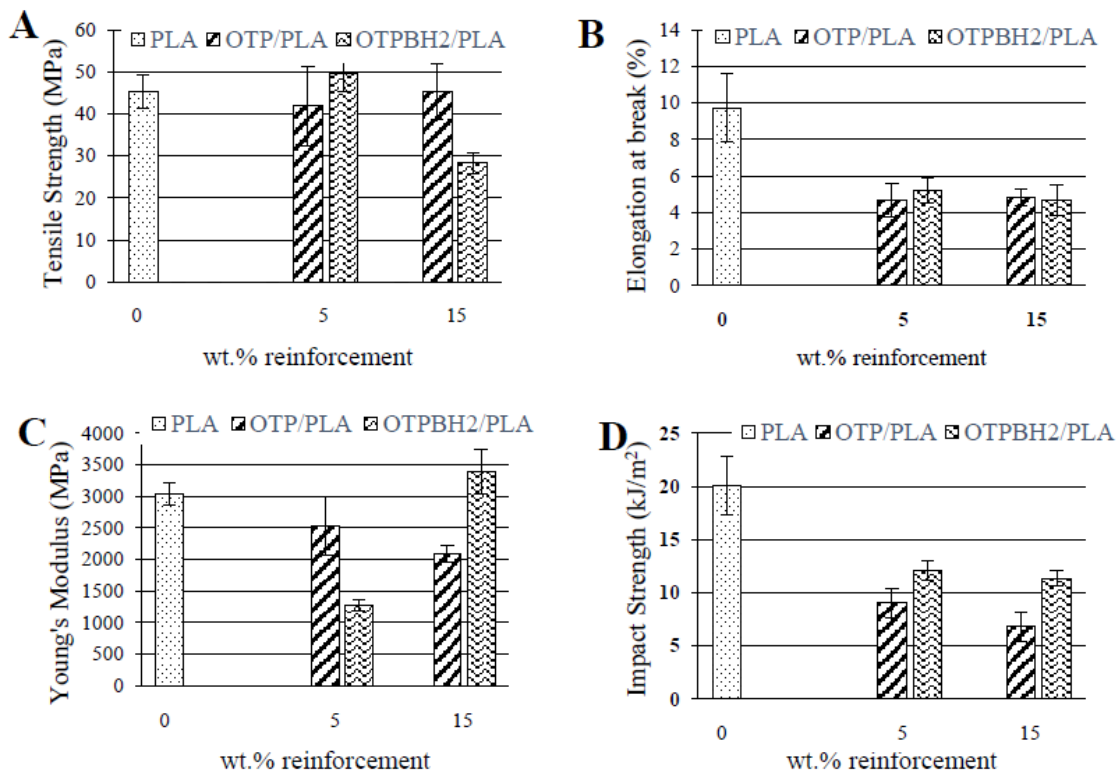 A
PLA OTP/PLA OTPBH2/PLA
Tensile Strength (MPa)
60
50
40
30
20
10
0
0 5 15
wt.% reinforcement
B
PLA OTP/PLA OTPBH2/PLA
Elongation at break (%)
14
12
10
8
6
4
2
0
0 5 15
wt.% reinforcement
C
PLA OTP/PLA OTPBH2/PLA
Young's Modulus (MPa)
4000
3500
3000
2500
2000
1500
1000
500
0
0 5 15
wt.% reinforcement
D
PLA OTP/PLA OTPBH2/PLA
Impact Strength (kJ/m²)
25
20
15
10
5
0
0 5 15
wt.% reinforcement